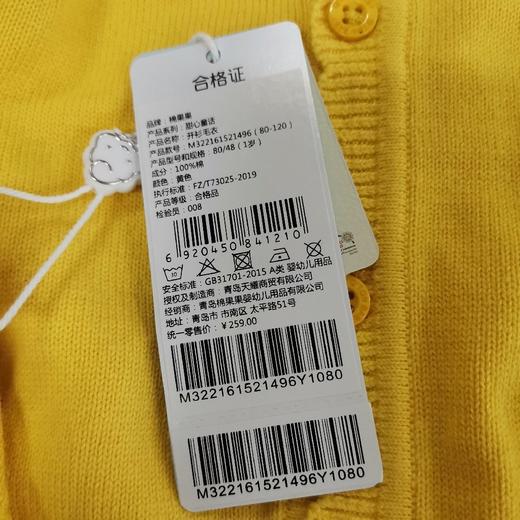 合格证
品牌：棉果果
产品系列：甜心童话
产品名称：开衫毛衣
产品款号：M322161521496（80-120）
产品型号和规格：80/48（1岁）
成分：100%棉
颜色：黄色
执行标准：FZ/T73025-2019
产品等级：合格品
检验员：008
6 920450 841210
30
安全标准：GB31701-2015 A类 婴幼儿用品
授权及制造商：青岛天耀商贸有限公司
经销商：青岛棉果果婴幼儿用品有限公司
地址：青岛市 市南区 太平路51号
统一零售价：￥259.00
M322161521496Y1080
M322161521496Y1080